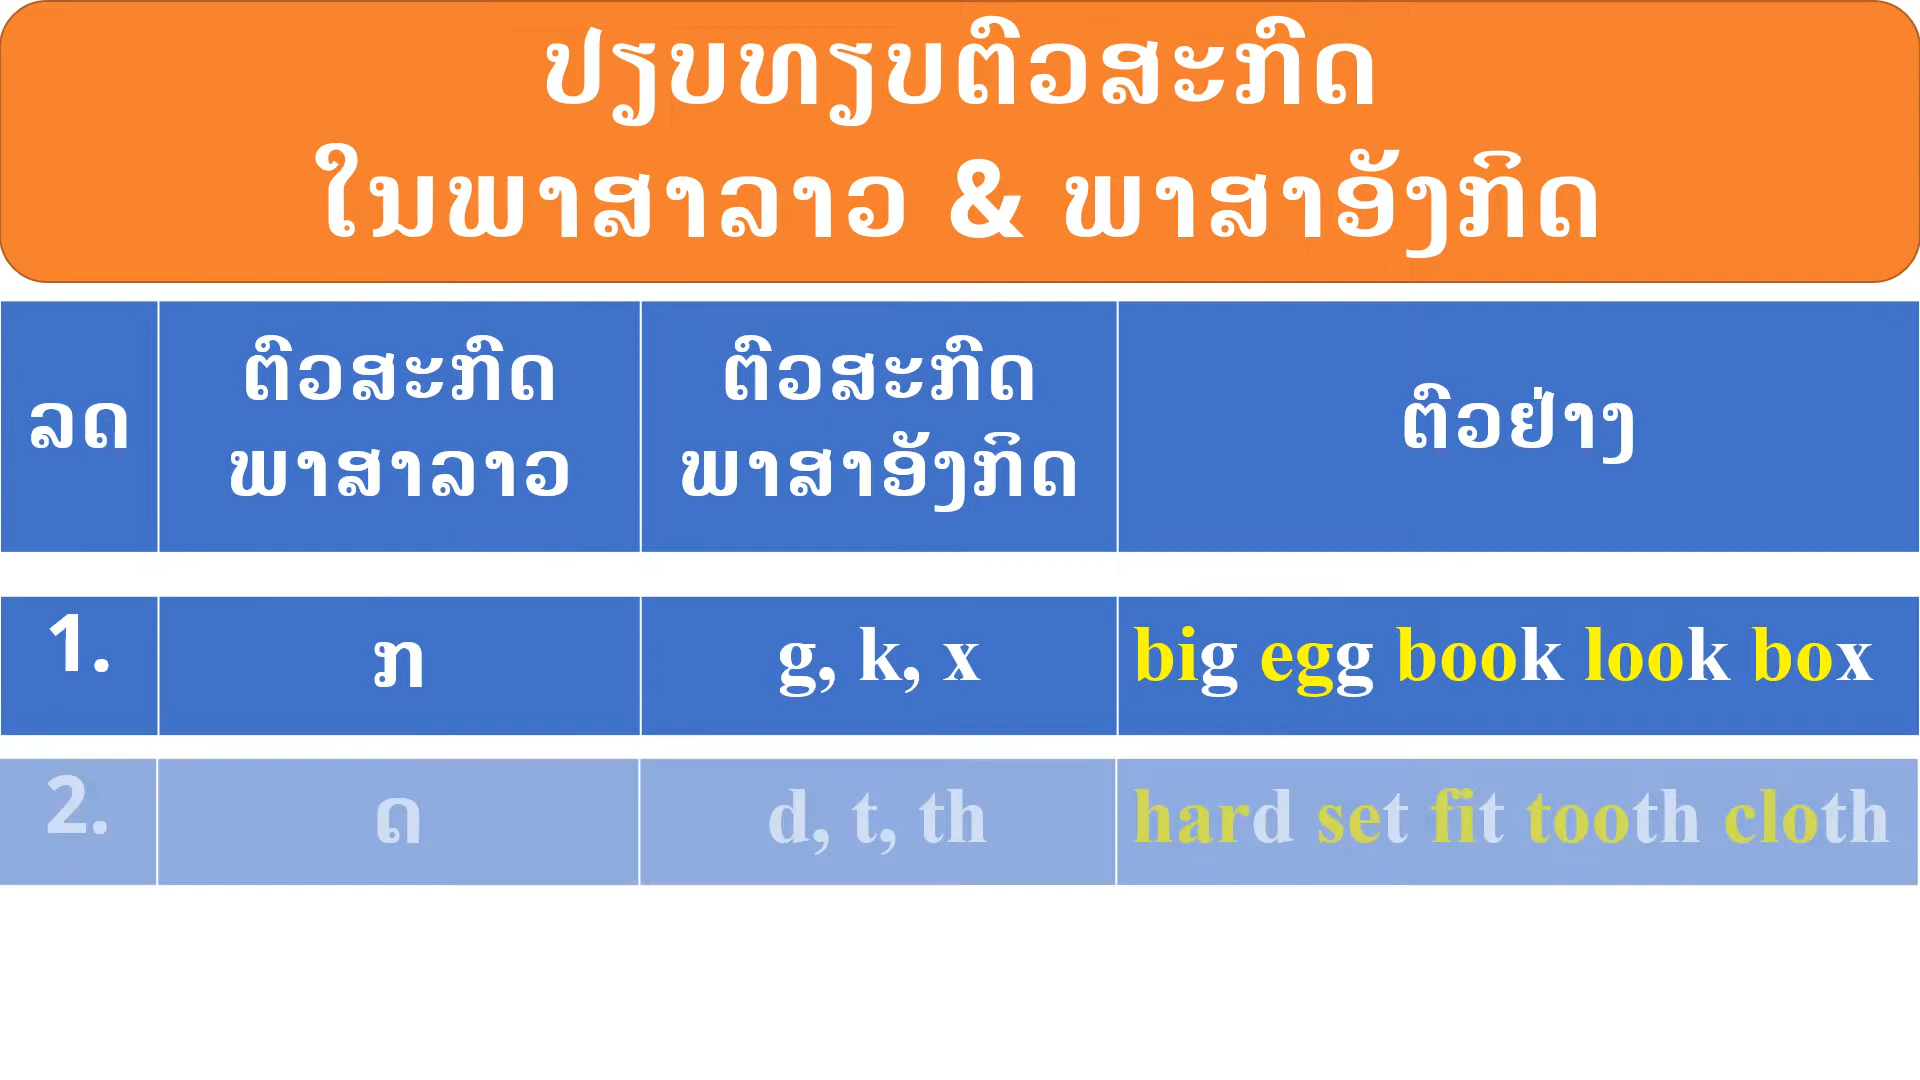 ປຽບທຽບຕົວສະກົດ
ໃນພາສາລາວ & ພາສາອັງກິດ
ລດ
ຕົວສະກົດ
ພາສາລາວ
ຕົວສະກົດ
ພາສາອັງກິດ
ຕົວຢ່າງ
1.
ກ
g, k, x
big egg book look box
2.
ດ
d, t, th
hard set fit tooth cloth